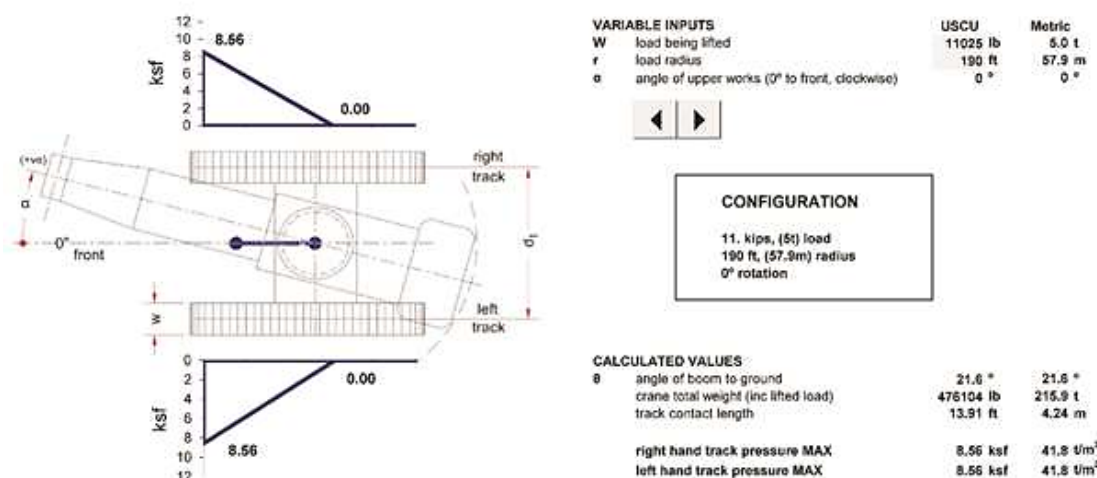 12
10
8
6
4
2
0
ksf
8.56
0.00
(+ve)
α
0°
front
right
track
d₁
left
track
w
0
2
4
6
8
10
12
ksf
0.00
8.56
VARIABLE INPUTS USCU Metric
W load being lifted 11025 lb 5.0 t
r load radius 190 ft 57.9 m
α angle of upper works (0° to front, clockwise) 0 ° 0 °
CONFIGURATION
11. kips, (5t) load
190 ft, (57.9m) radius
0° rotation
CALCULATED VALUES
θ angle of boom to ground 21.6 ° 21.6 °
crane total weight (inc lifted load) 476104 lb 215.9 t
track contact length 13.91 ft 4.24 m
right hand track pressure MAX 8.56 ksf 41.8 t/m²
left hand track pressure MAX 8.56 ksf 41.8 t/m²